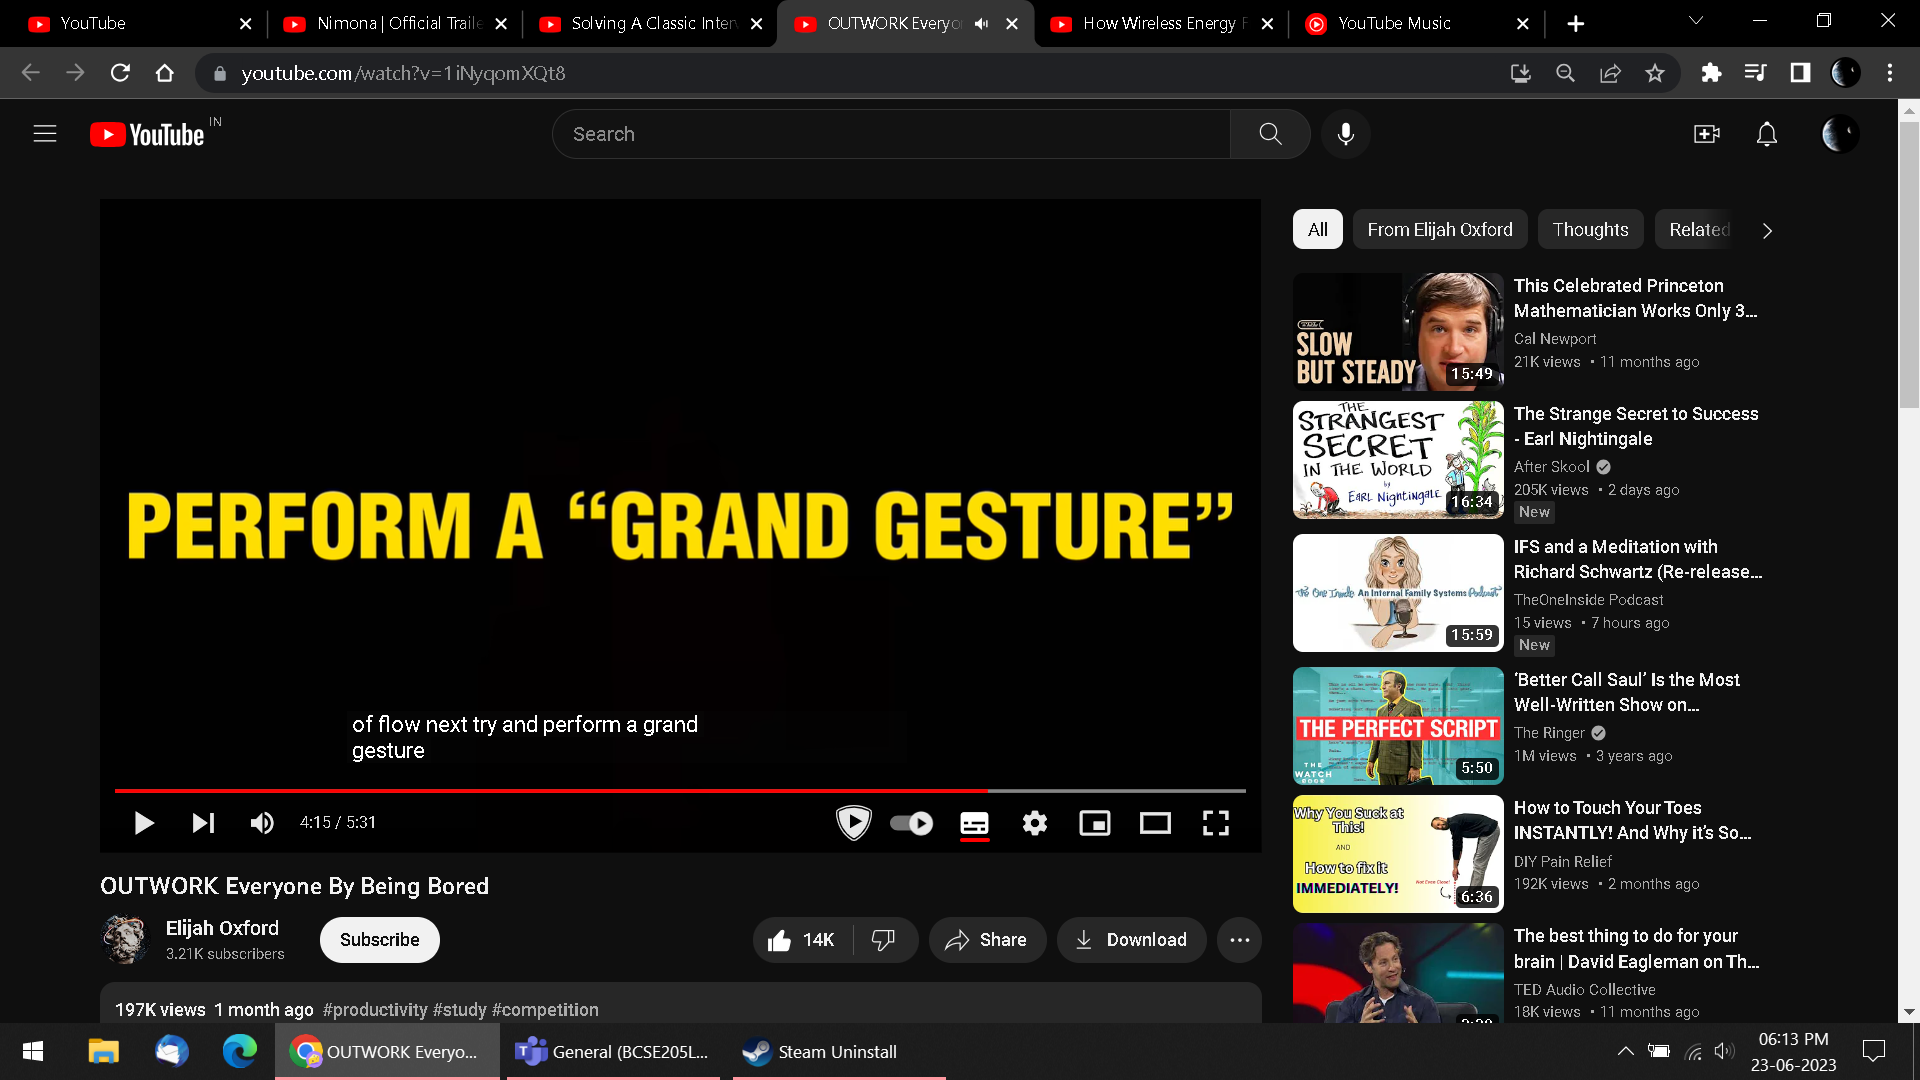 YouTube
Nimona | Official Traile
Solving A Classic Inter
OUTWORK Everyo
How Wireless Energy F
YouTube Music
youtube.com/watch?v=1iNyqomXQt8
YouTube IN
Search
PERFORM A “GRAND GESTURE”
of flow next try and perform a grand
gesture
4:15 / 5:31
OUTWORK Everyone By Being Bored
Elijah Oxford
3.21K subscribers
Subscribe
14K
Share
Download
197K views 1 month ago #productivity #study #competition
All
From Elijah Oxford
Thoughts
Related
SLOW
BUT STEADY
15:49
This Celebrated Princeton
Mathematician Works Only 3...
Cal Newport
21K views • 11 months ago
THE
STRANGEST
SECRET
IN THE WORLD
by
EARL NIGHTINGALE
16:34
The Strange Secret to Success
- Earl Nightingale
After Skool
205K views • 2 days ago
New
The One Inside An Internal Family Systems Podcast
15:59
IFS and a Meditation with
Richard Schwartz (Re-release...
TheOneInside Podcast
15 views • 7 hours ago
New
THE PERFECT SCRIPT
THE
WATCH
5:50
‘Better Call Saul’ Is the Most
Well-Written Show on...
The Ringer
1M views • 3 years ago
Why You Suck at
This!
AND
How to fix it
IMMEDIATELY!
Not Even Close!
6:36
How to Touch Your Toes
INSTANTLY! And Why it’s So...
DIY Pain Relief
192K views • 2 months ago
The best thing to do for your
brain | David Eagleman on Th...
TED Audio Collective
18K views • 11 months ago
OUTWORK Everyo...
General (BCSE205L...
Steam Uninstall
06:13 PM
23-06-2023